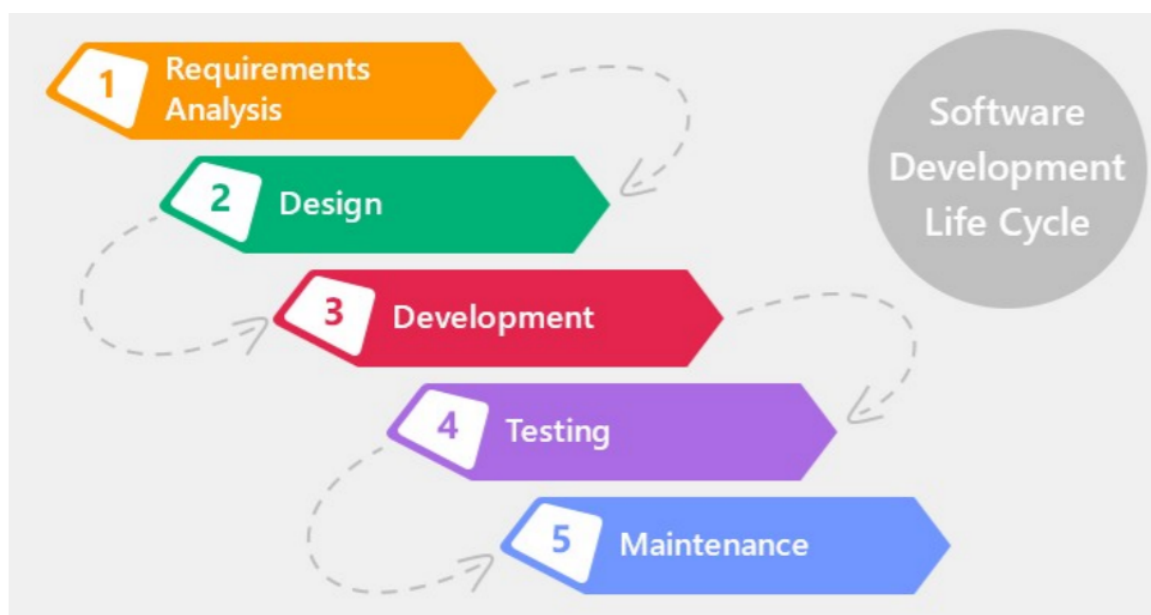 1
Requirements
Analysis
2
Design
3
Development
4
Testing
5
Maintenance
Software
Development
Life Cycle